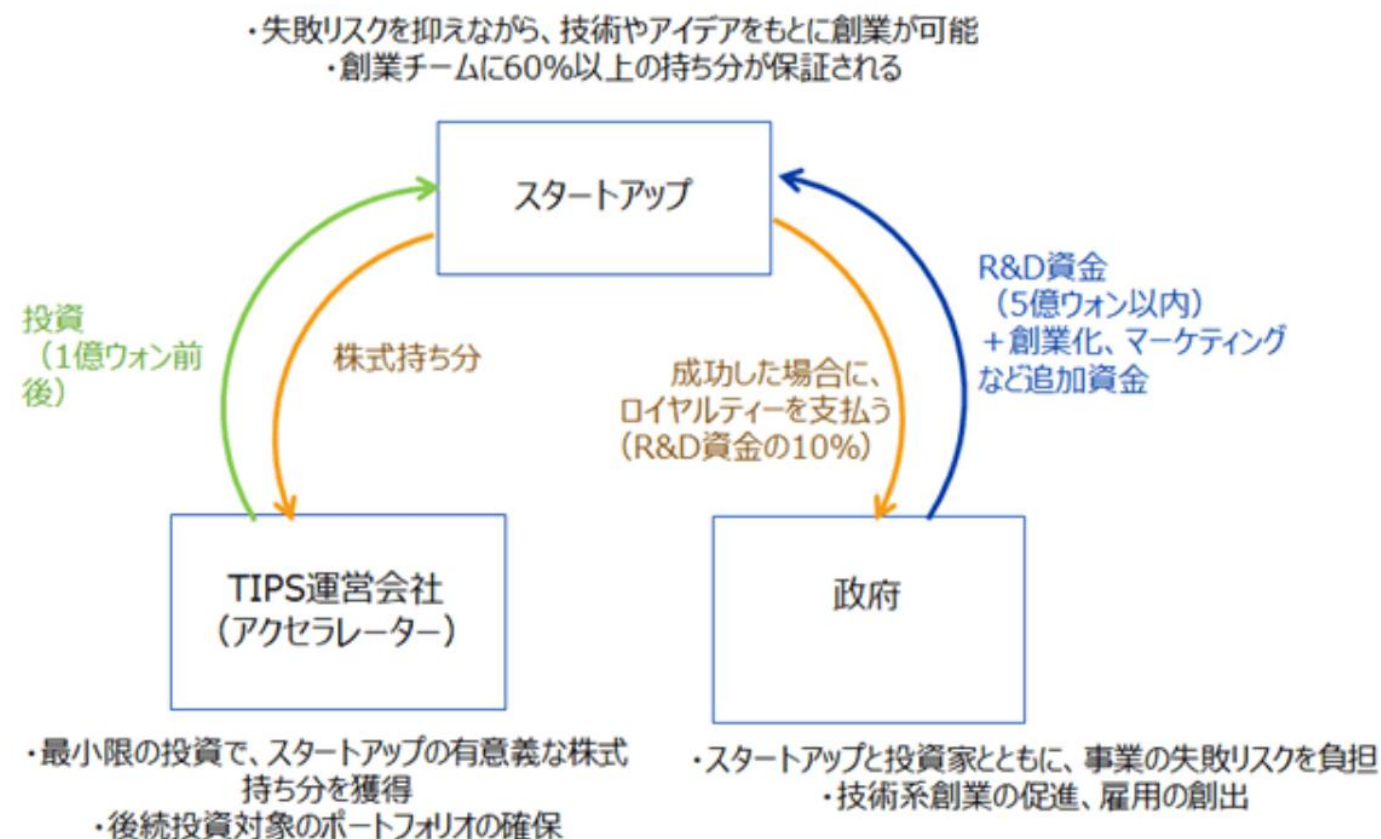 ・失敗リスクを抑えながら、技術やアイデアをもとに創業が可能
・創業チームに60%以上の持ち分が保証される
スタートアップ
投資
（1億ウォン前
後）
株式持ち分
成功した場合に、
ロイヤルティーを支払う
（R&D資金の10%）
R&D資金
（5億ウォン以内）
＋創業化、マーケティング
など追加資金
TIPS運営会社
（アクセラレーター）
政府
・最小限の投資で、スタートアップの有意義な株式
持ち分を獲得
・後続投資対象のポートフォリオの確保
・スタートアップと投資家とともに、事業の失敗リスクを負担
・技術系創業の促進、雇用の創出